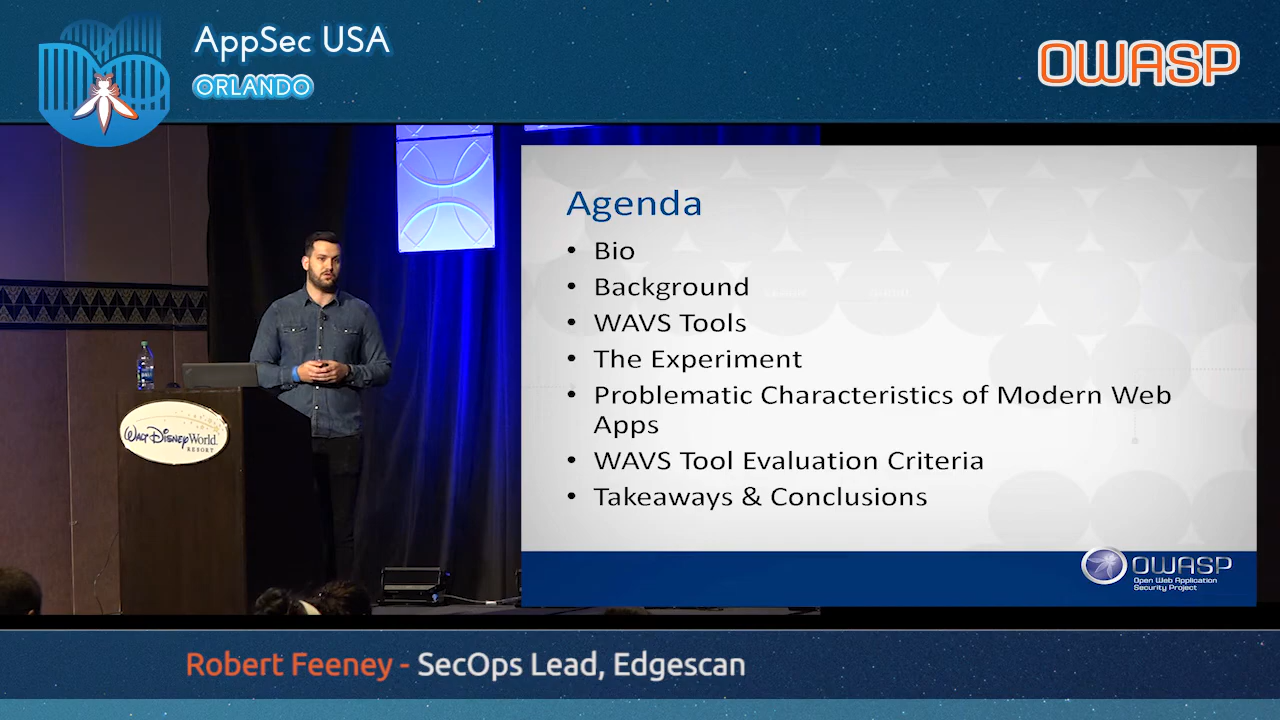 AppSec USA
ORLANDO
OWASP
Agenda
• Bio
• Background
• WAVS Tools
• The Experiment
• Problematic Characteristics of Modern Web
Apps
• WAVS Tool Evaluation Criteria
• Takeaways & Conclusions
OWASP
Open Web Application
Security Project
Walt Disney World
RESORT
Robert Feeney - SecOps Lead, Edgescan